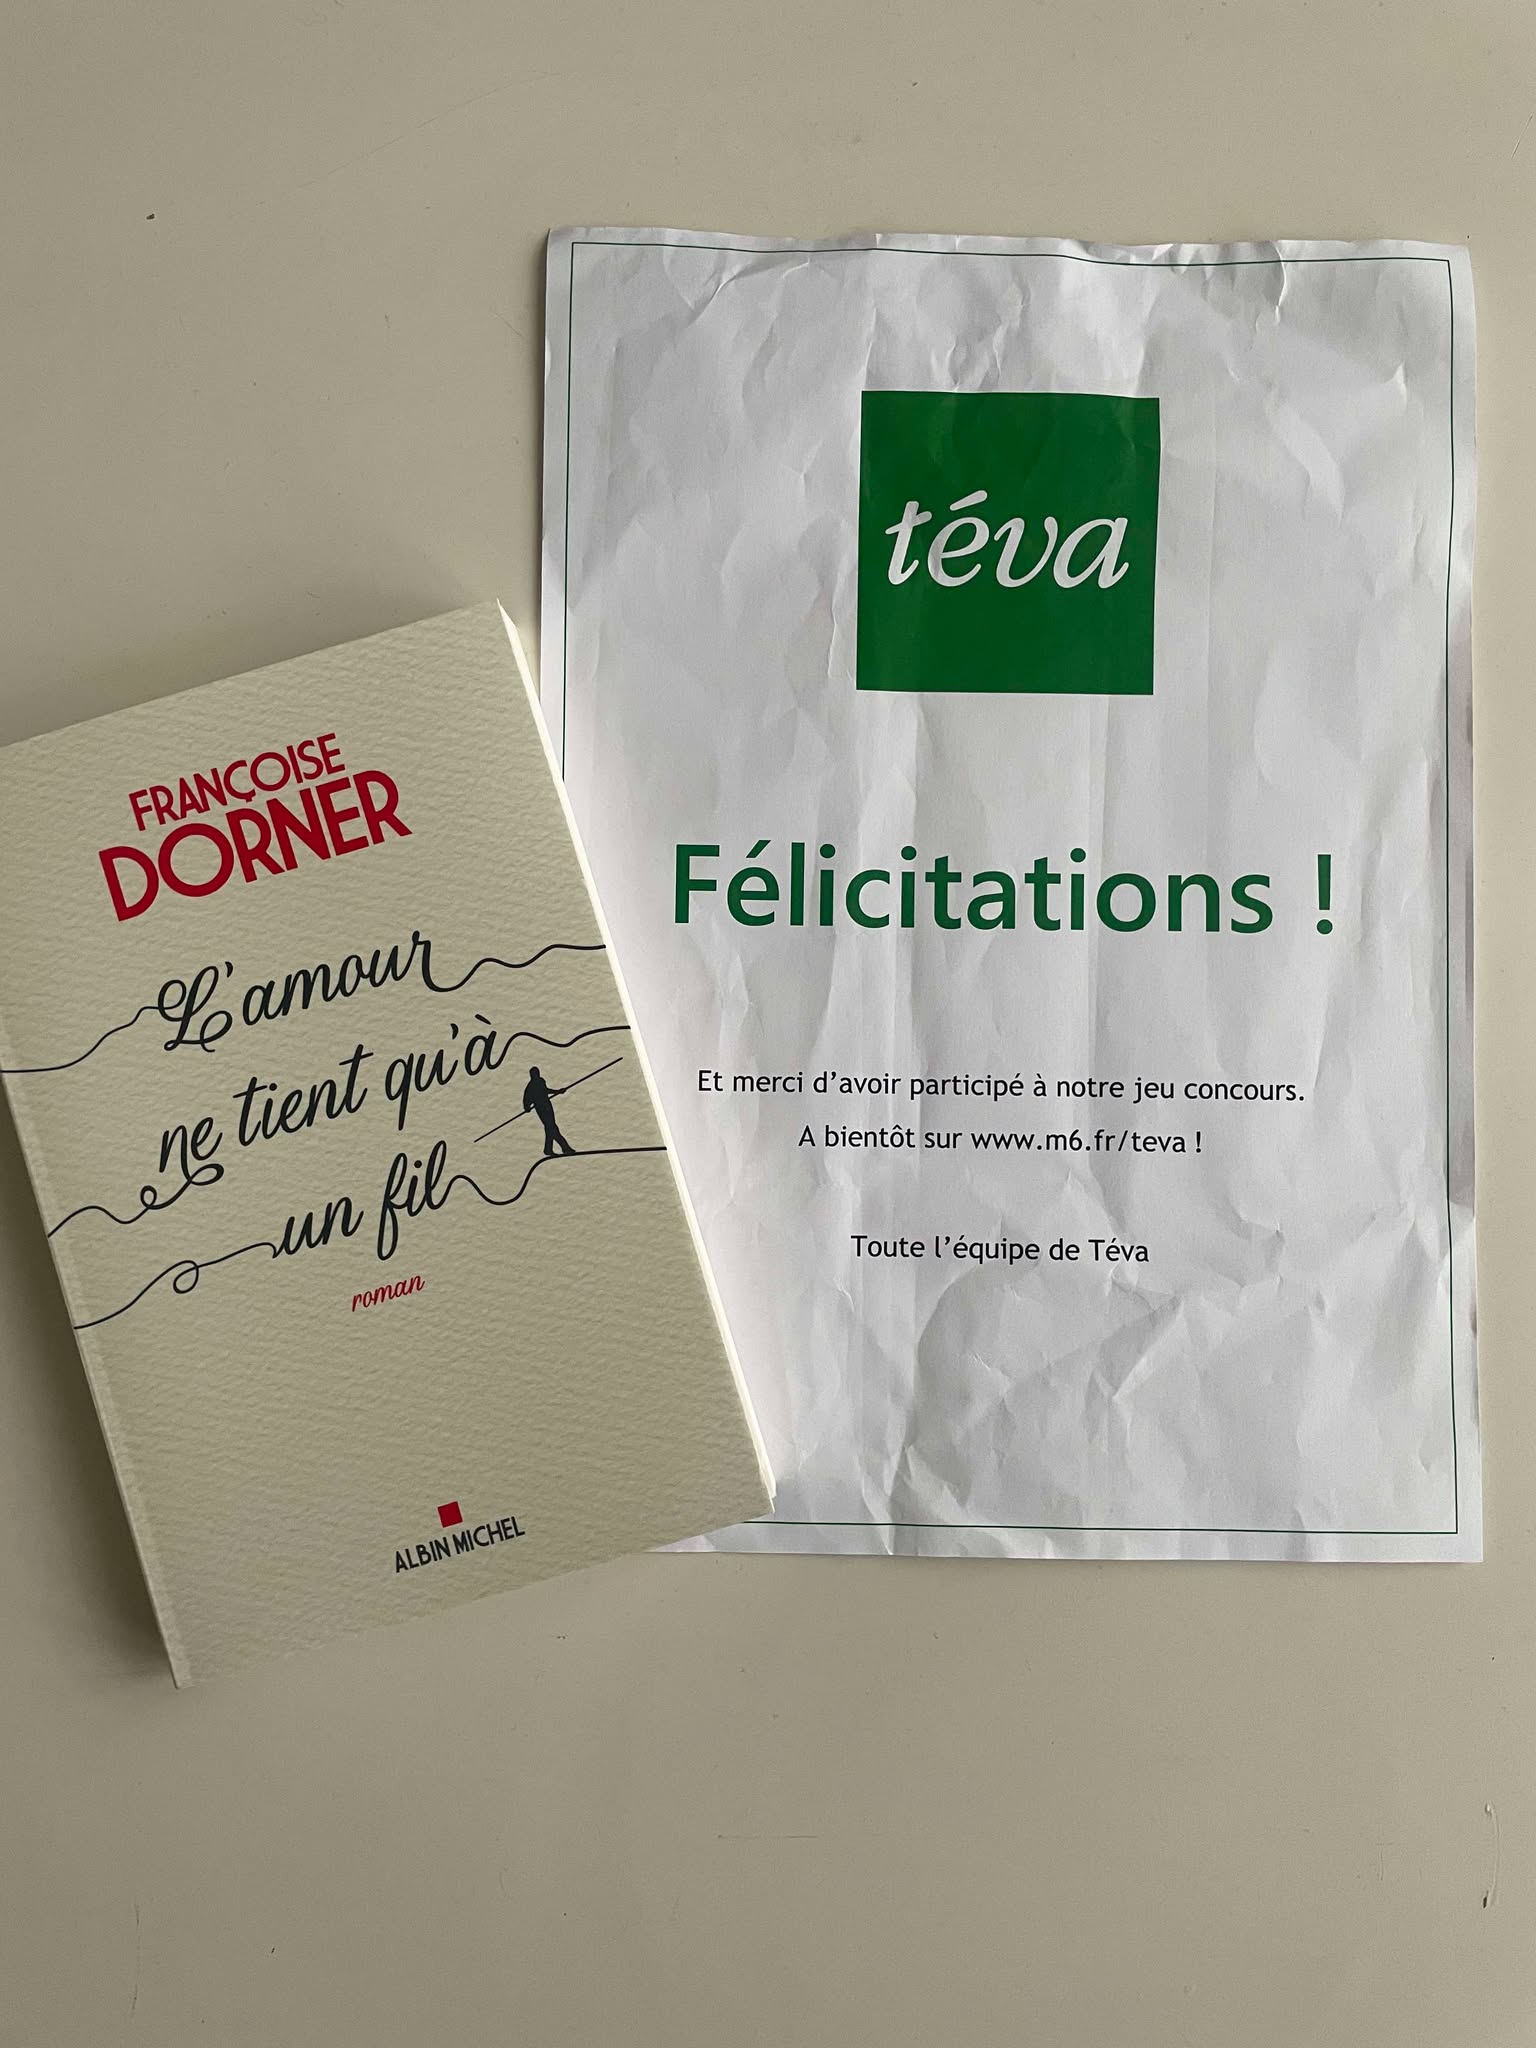 FRANÇOISE
DORNER
L'amour
ne tient qu'à
un fil
roman
ALBIN MICHEL
téva
Félicitations !
Et merci d'avoir participé à notre jeu concours.
A bientôt sur www.m6.fr/teva !
Toute l'équipe de Téva